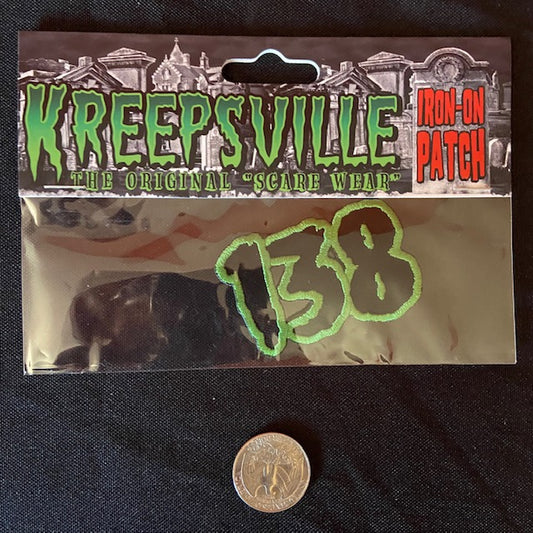 KREEPSVILLE
THE ORIGINAL "SCARE WEAR"
IRON-ON
PATCH
138